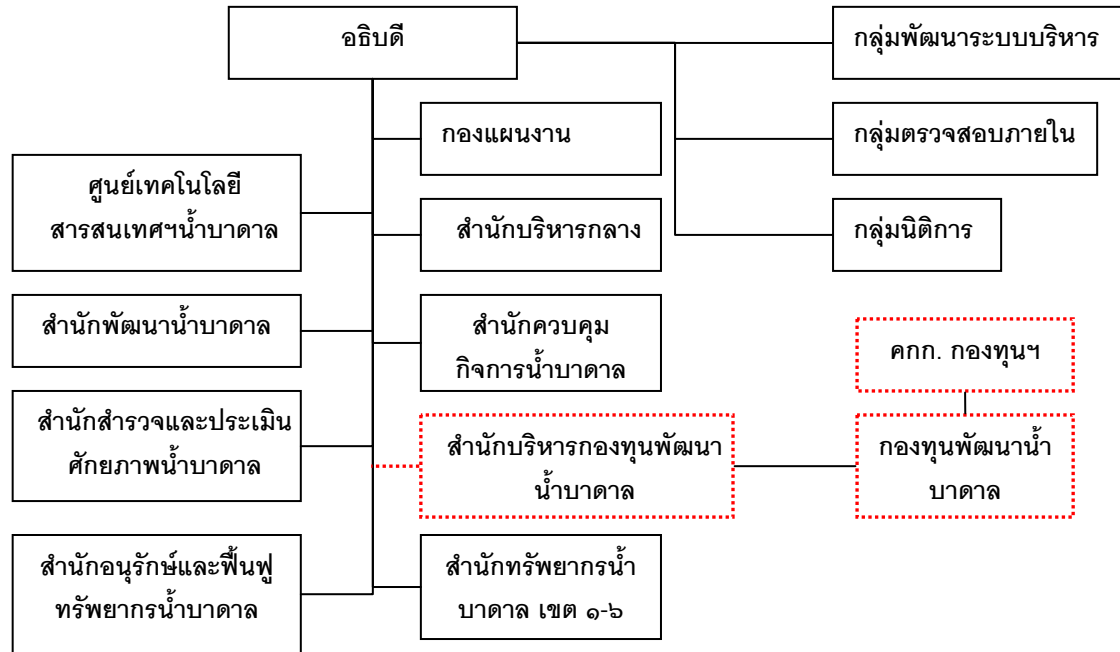 อธิบดี
กลุ่มพัฒนาระบบบริหาร
กองแผนงาน
กลุ่มตรวจสอบภายใน
ศูนย์เทคโนโลยี
สารสนเทศฯน้ำบาดาล
สำนักบริหารกลาง
กลุ่มนิติการ
สำนักพัฒนาน้ำบาดาล
สำนักควบคุม
กิจการน้ำบาดาล
คกก. กองทุนฯ
สำนักสำรวจและประเมิน
ศักยภาพน้ำบาดาล
สำนักบริหารกองทุนพัฒนา
น้ำบาดาล
กองทุนพัฒนาน้ำ
บาดาล
สำนักอนุรักษ์และฟื้นฟู
ทรัพยากรน้ำบาดาล
สำนักทรัพยากรน้ำ
บาดาล เขต ๑-๖